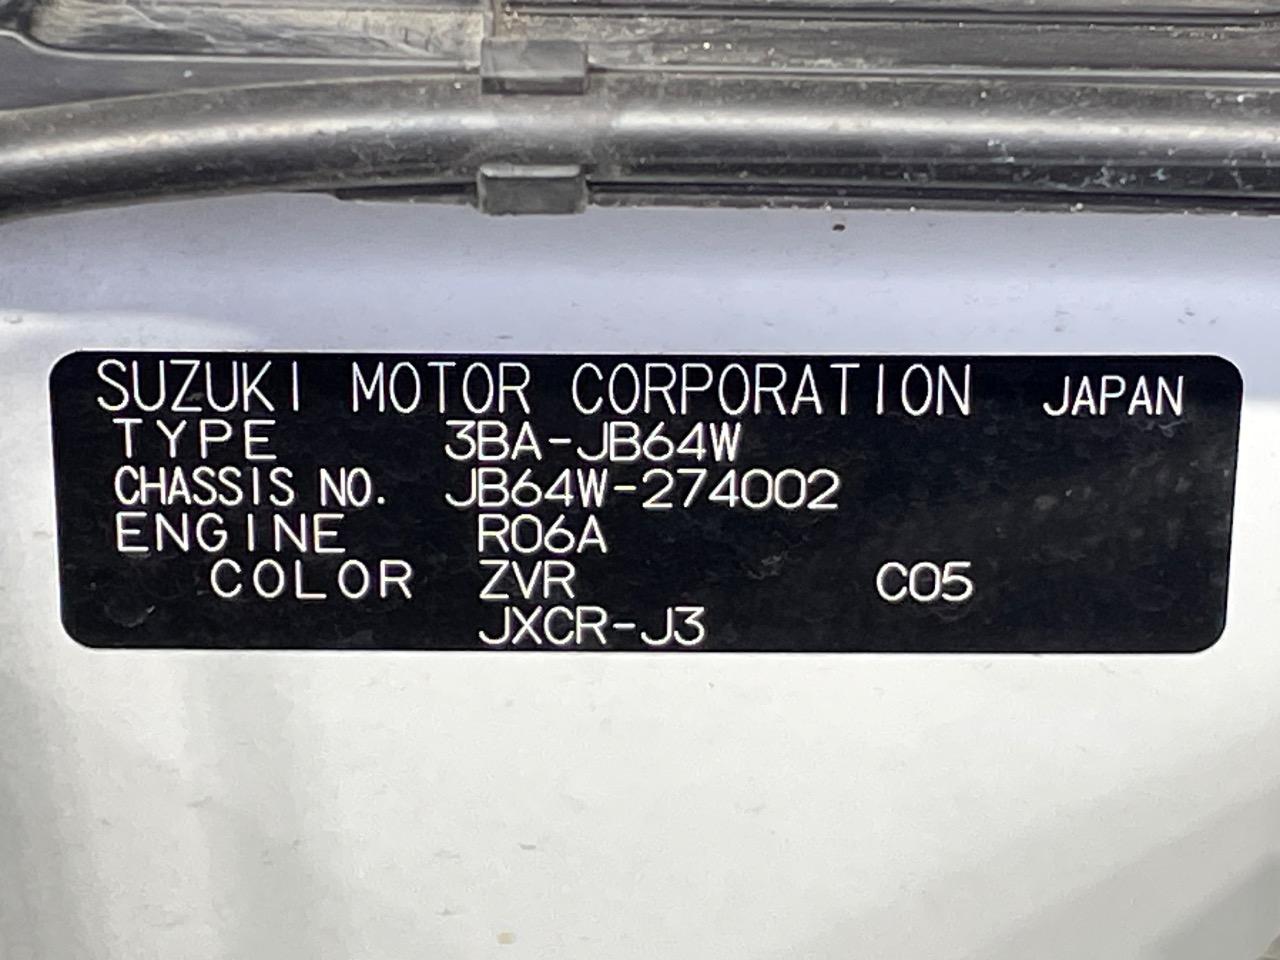 SUZUKI MOTOR CORPORATION JAPAN
TYPE 3BA-JB64W
CHASSIS NO. JB64W-274002
ENGINE R06A
COLOR ZVR C05
JXCR-J3